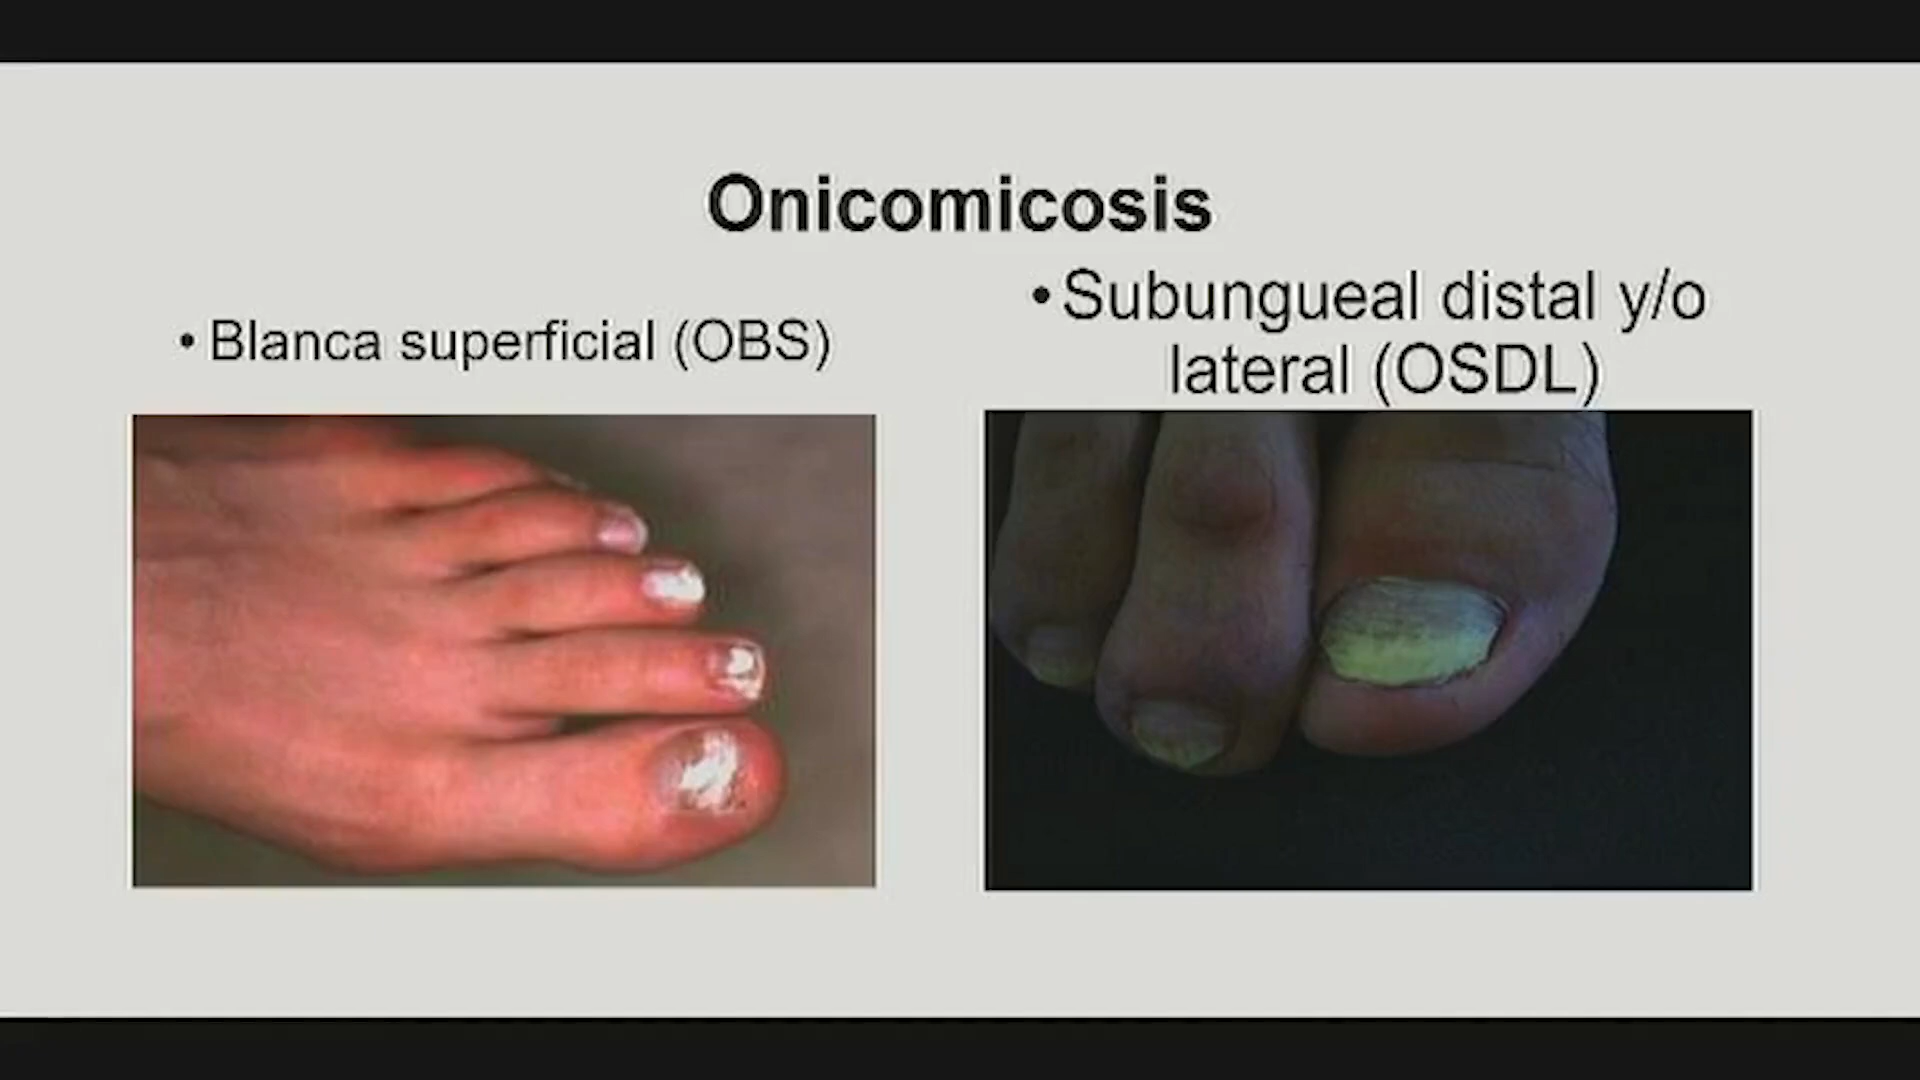 Onicomicosis
• Blanca superficial (OBS)
• Subungueal distal y/o
lateral (OSDL)